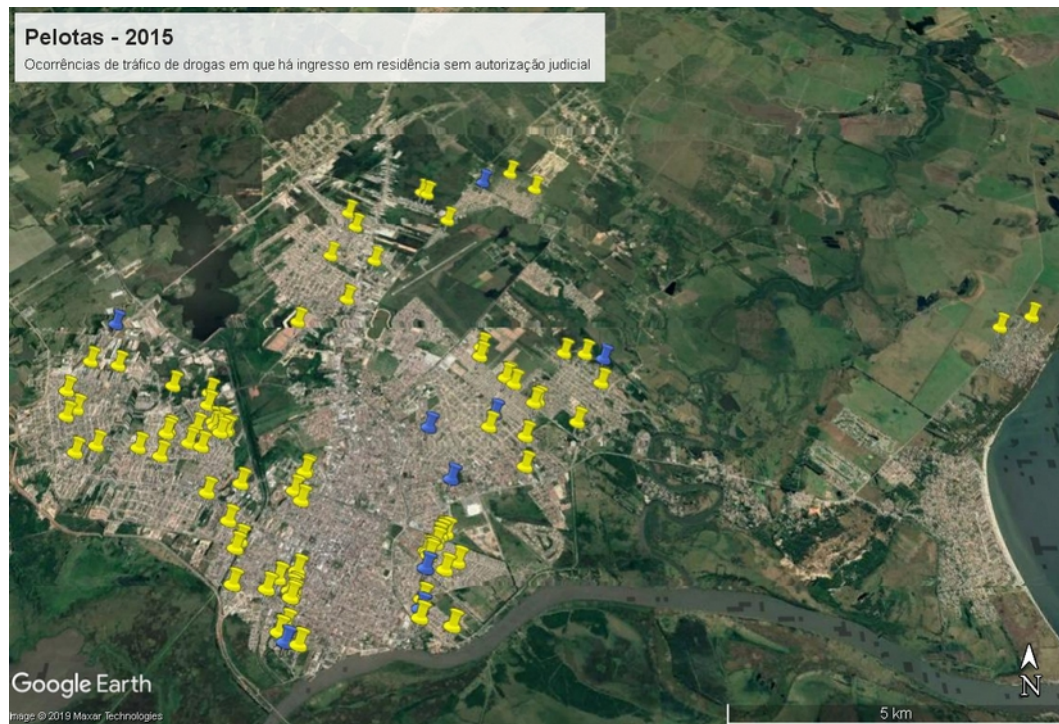 Pelotas - 2015
Ocorrências de tráfico de drogas em que há ingresso em residência sem autorização judicial
N
Google Earth
Image © 2019 Maxar Technologies
5 km